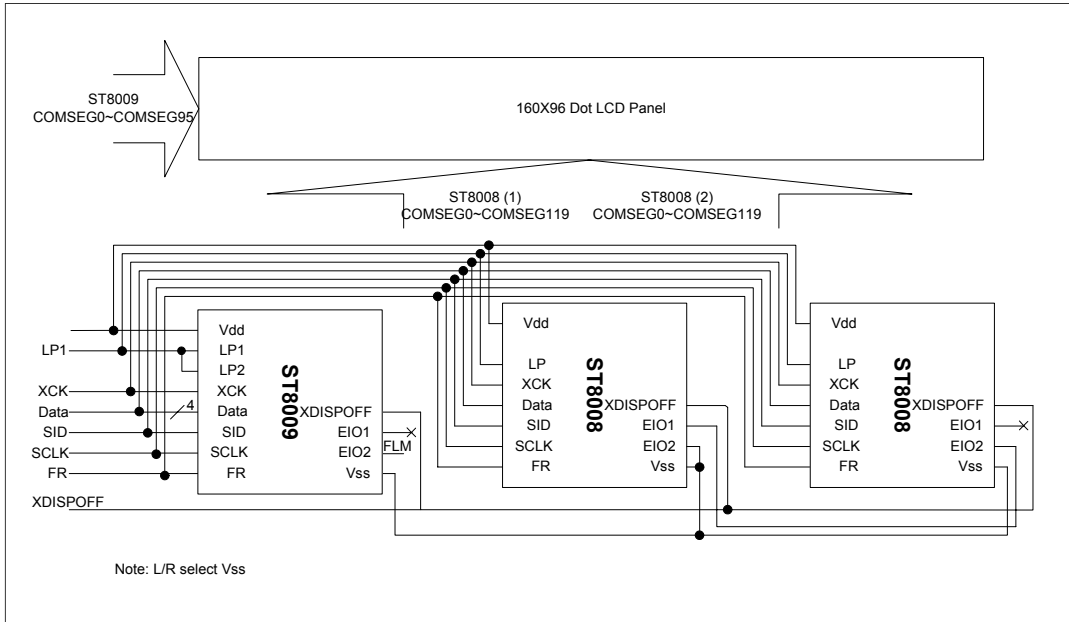 ST8009
COMSEG0~COMSEG95
160X96 Dot LCD Panel
ST8008 (1)
COMSEG0~COMSEG119
ST8008 (2)
COMSEG0~COMSEG119
LP1
XCK
Data
SID
SCLK
FR
XDISPOFF
4
Vdd
LP1
LP2
XCK
Data
SID
SCLK
FR
ST8009
XDISPOFF
EIO1
EIO2
Vss
FLM
Vdd
LP
XCK
Data
SID
SCLK
FR
ST8008
XDISPOFF
EIO1
EIO2
Vss
Vdd
LP
XCK
Data
SID
SCLK
FR
ST8008
XDISPOFF
EIO1
EIO2
Vss
Note: L/R select Vss